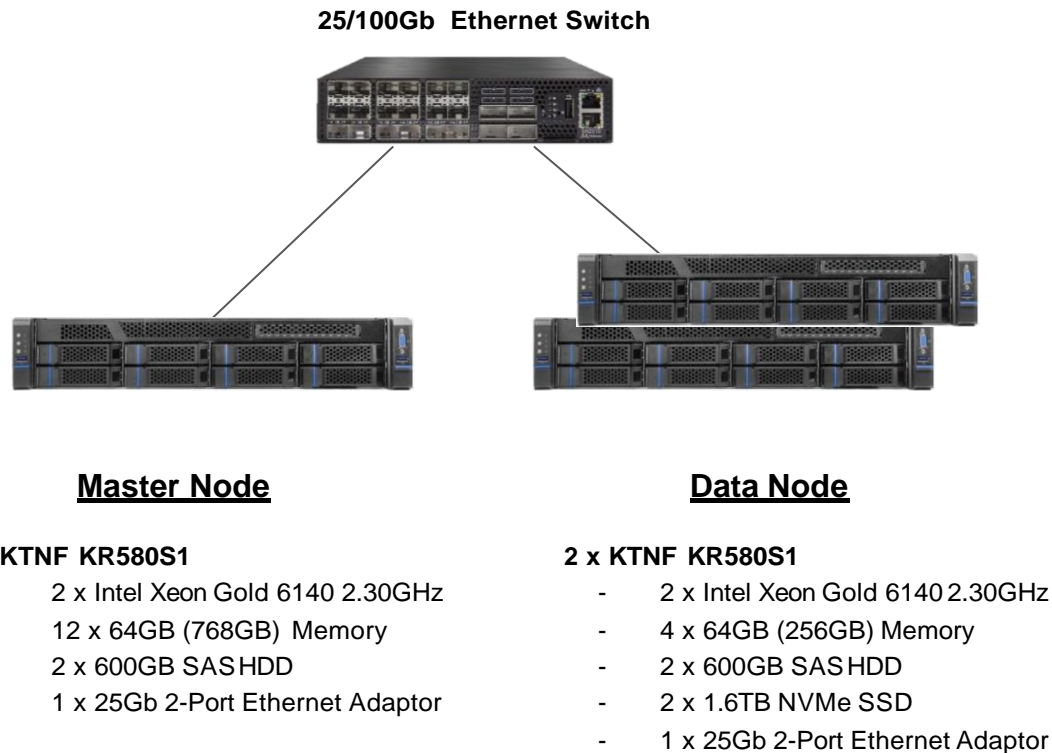 25/100Gb Ethernet Switch
Master Node
KTNF KR580S1
2 x Intel Xeon Gold 6140 2.30GHz
12 x 64GB (768GB) Memory
2 x 600GB SAS HDD
1 x 25Gb 2-Port Ethernet Adaptor
Data Node
2 x KTNF KR580S1
- 2 x Intel Xeon Gold 6140 2.30GHz
- 4 x 64GB (256GB) Memory
- 2 x 600GB SAS HDD
- 2 x 1.6TB NVMe SSD
- 1 x 25Gb 2-Port Ethernet Adaptor